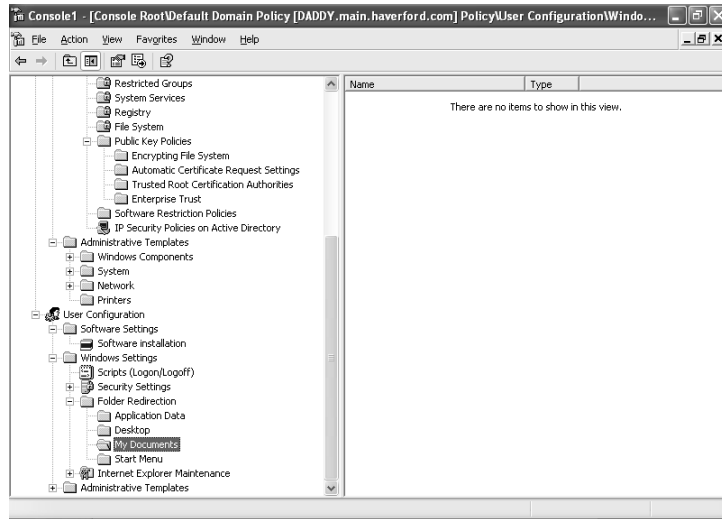 Console1 - [Console Root\Default Domain Policy [DADDY.main.haverford.com] Policy\User Configuration\Windo...
File Action View Favorites Window Help
Restricted Groups
System Services
Registry
File System
Public Key Policies
Encrypting File System
Automatic Certificate Request Settings
Trusted Root Certification Authorities
Enterprise Trust
Software Restriction Policies
IP Security Policies on Active Directory
Administrative Templates
Windows Components
System
Network
Printers
User Configuration
Software Settings
Software installation
Windows Settings
Scripts (Logon/Logoff)
Security Settings
Folder Redirection
Application Data
Desktop
My Documents
Start Menu
Internet Explorer Maintenance
Administrative Templates
Name Type
There are no items to show in this view.